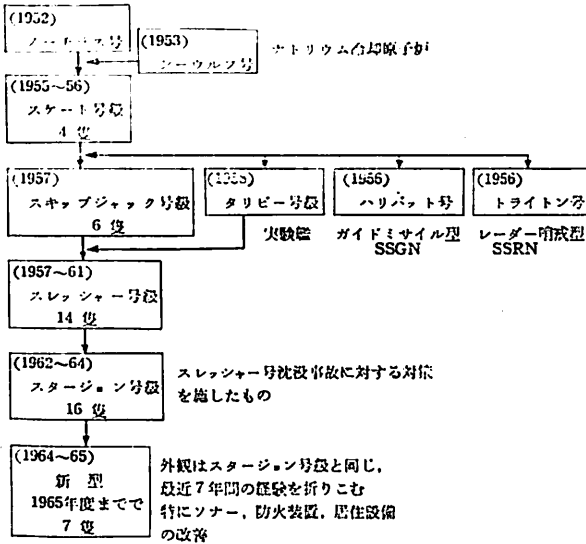 (1952)
ノーチラス号
(1953)
シーウルフ号
ナトリウム冷却原子炉
(1955~56)
スケート号級
4 隻
(1957)
スキップジャック号級
6 隻
(1958)
タリビー号級
実験艦
(1956)
ハリバット号
ガイドミサイル型
SSGN
(1956)
トライトン号
レーダー哨戒型
SSRN
(1957~61)
スレッシャー号級
14 隻
(1962~64)
スタージョン号級
16 隻
スレッシャー号沈没事故に対する対策
を施したもの
(1964~65)
新 型
1965年度までで
7 隻
外観はスタージョン号級と同じ,
最近7年間の経験を折りこむ
特にソナー,防火装置,居住設備
の改善